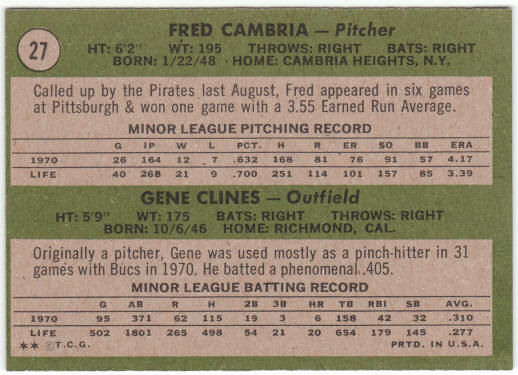 27
FRED CAMBRIA — Pitcher
HT: 6'2" WT: 195 THROWS: RIGHT BATS: RIGHT
BORN: 1/22/48 · HOME: CAMBRIA HEIGHTS, N.Y.
Called up by the Pirates last August, Fred appeared in six games
at Pittsburgh & won one game with a 3.55 Earned Run Average.
MINOR LEAGUE PITCHING RECORD
G IP W L PCT. H R ER SO BB ERA
1970 26 164 12 7 .632 168 81 76 91 57 4.17
LIFE 40 268 21 9 .700 251 114 101 157 85 3.39
GENE CLINES — Outfield
HT: 5'9" WT: 175 BATS: RIGHT THROWS: RIGHT
BORN: 10/6/46 · HOME: RICHMOND, CAL.
Originally a pitcher, Gene was used mostly as a pinch-hitter in 31
games with Bucs in 1970. He batted a phenomenal .405.
MINOR LEAGUE BATTING RECORD
G AB R H 2B 3B HR TB RBI SB AVG.
1970 95 371 62 115 19 3 6 158 42 32 .310
LIFE 502 1801 265 498 54 21 20 654 179 145 .277
** ©T.C.G. PRTD. IN U.S.A.